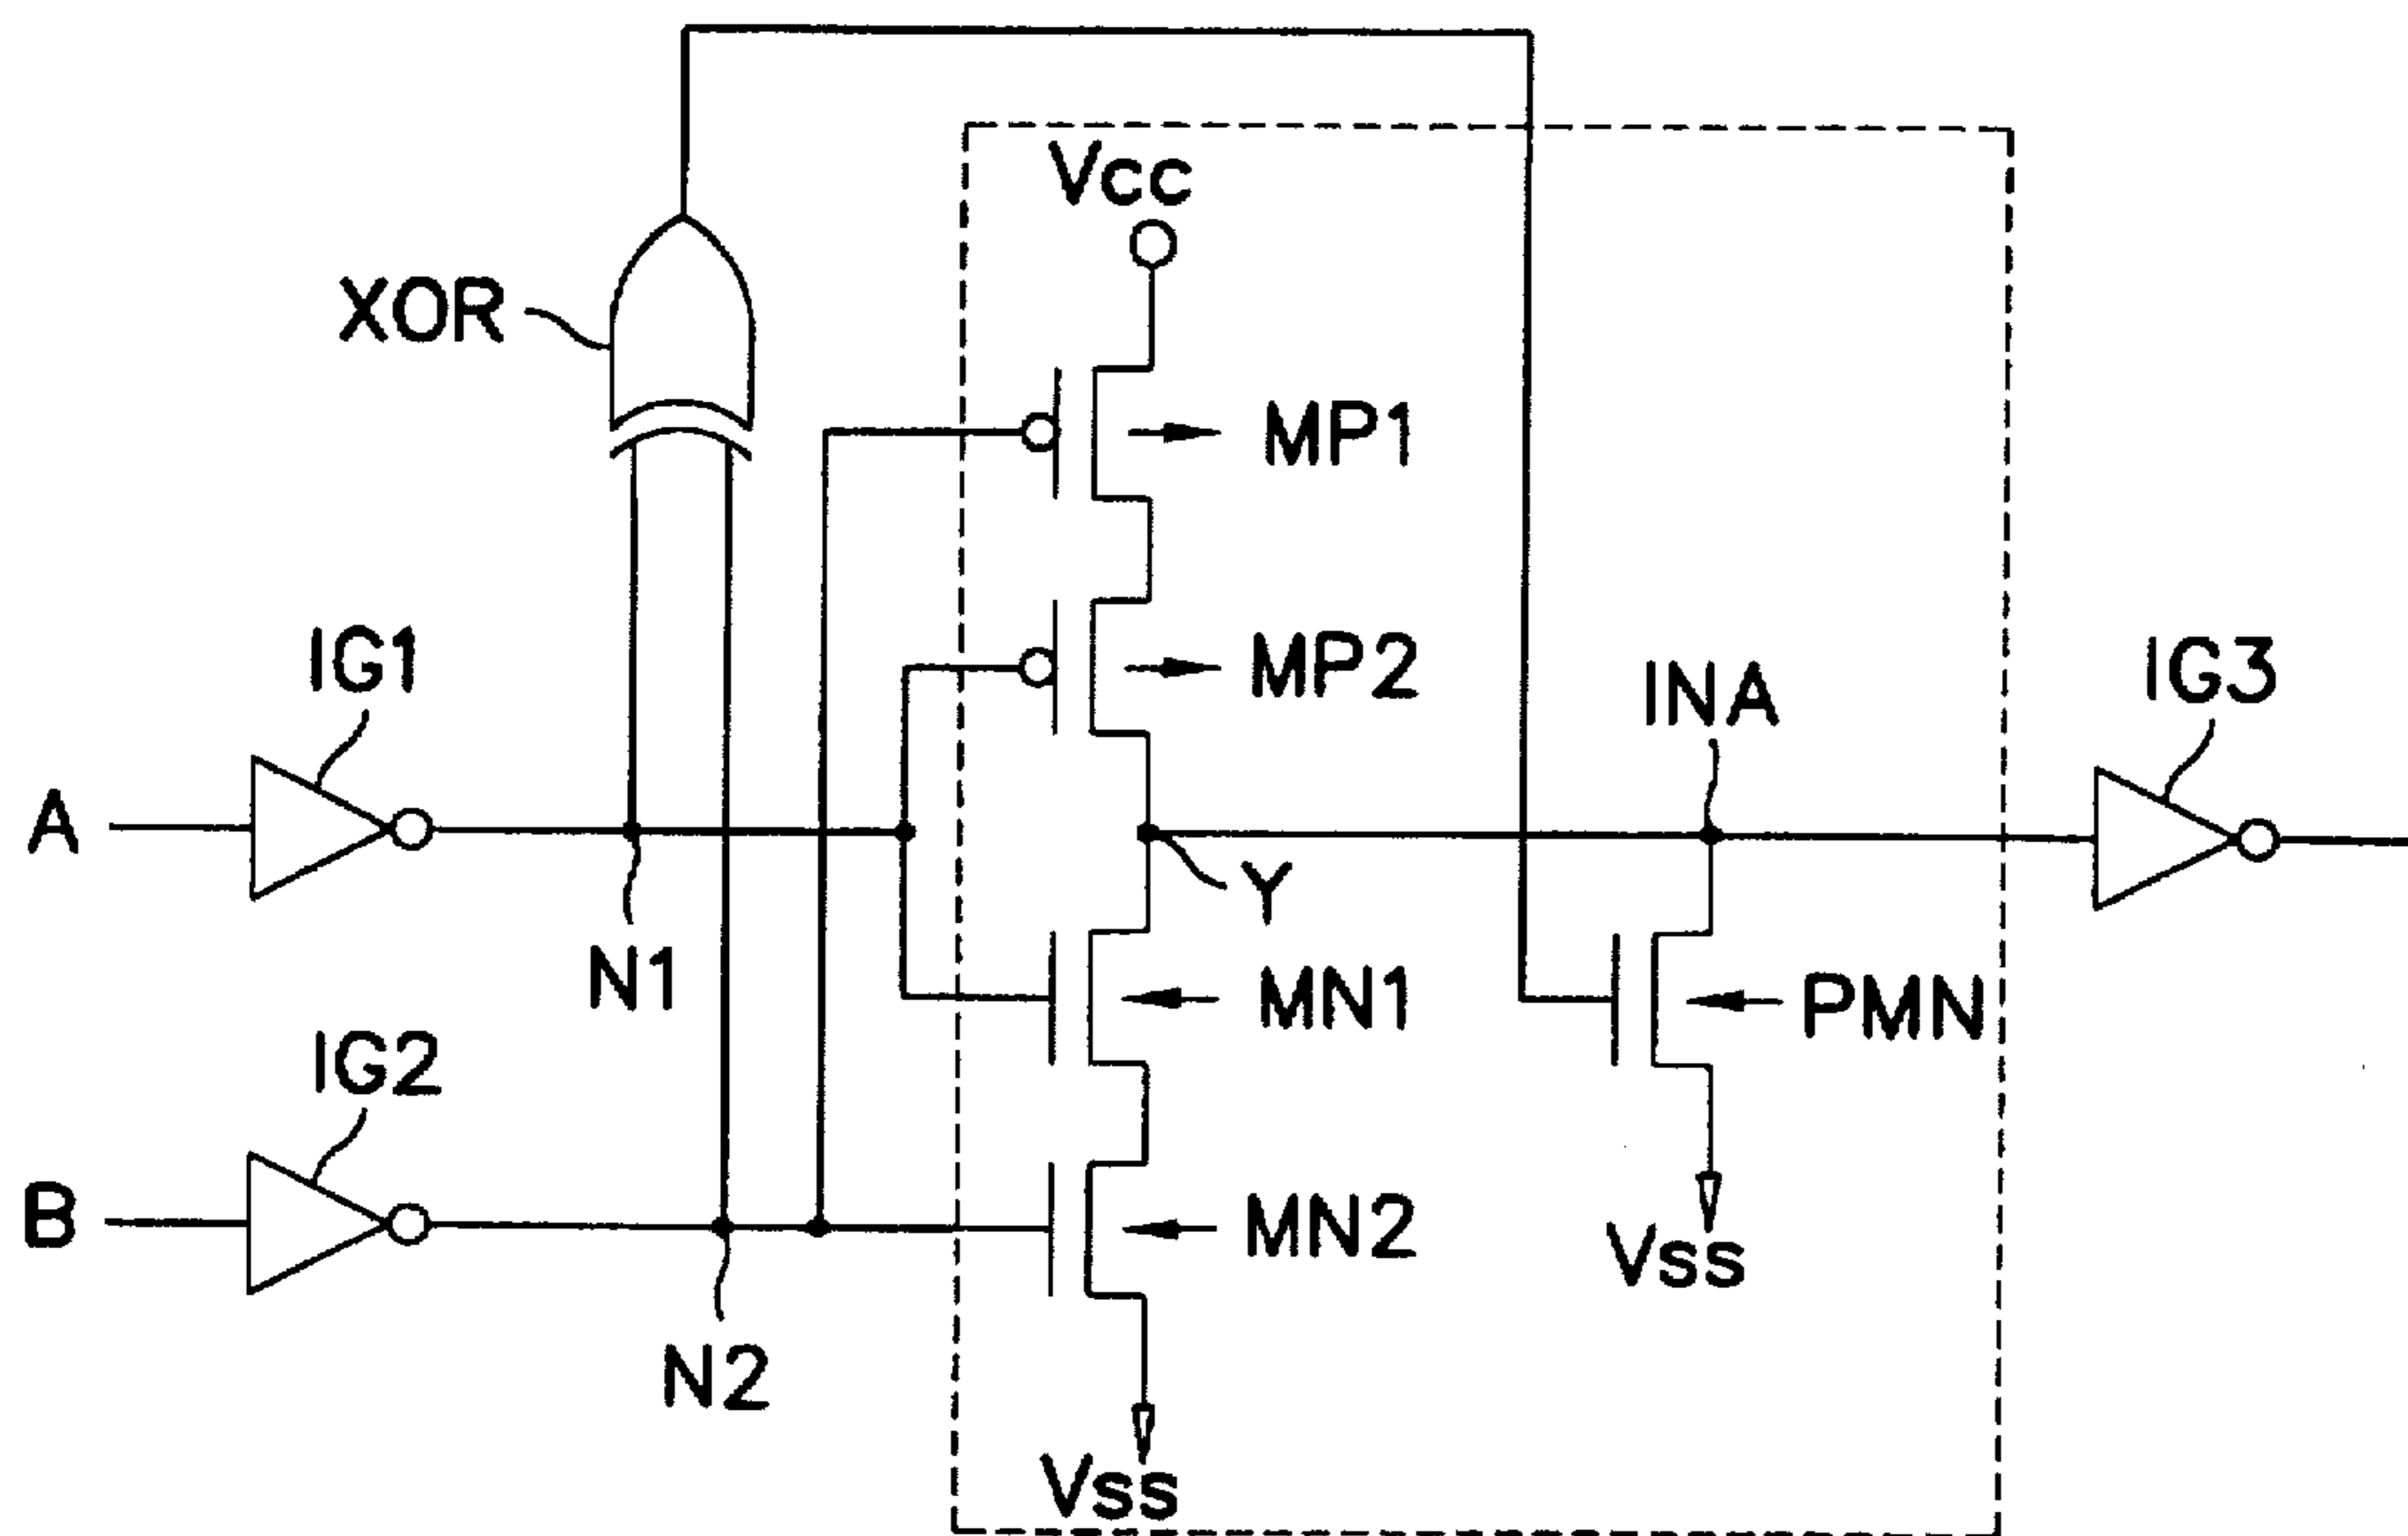 Vcc
XOR
MP1
IG1
MP2
INA
IG3
A
Y
N1
MN1
PMN
IG2
B
MN2
Vss
N2
Vss